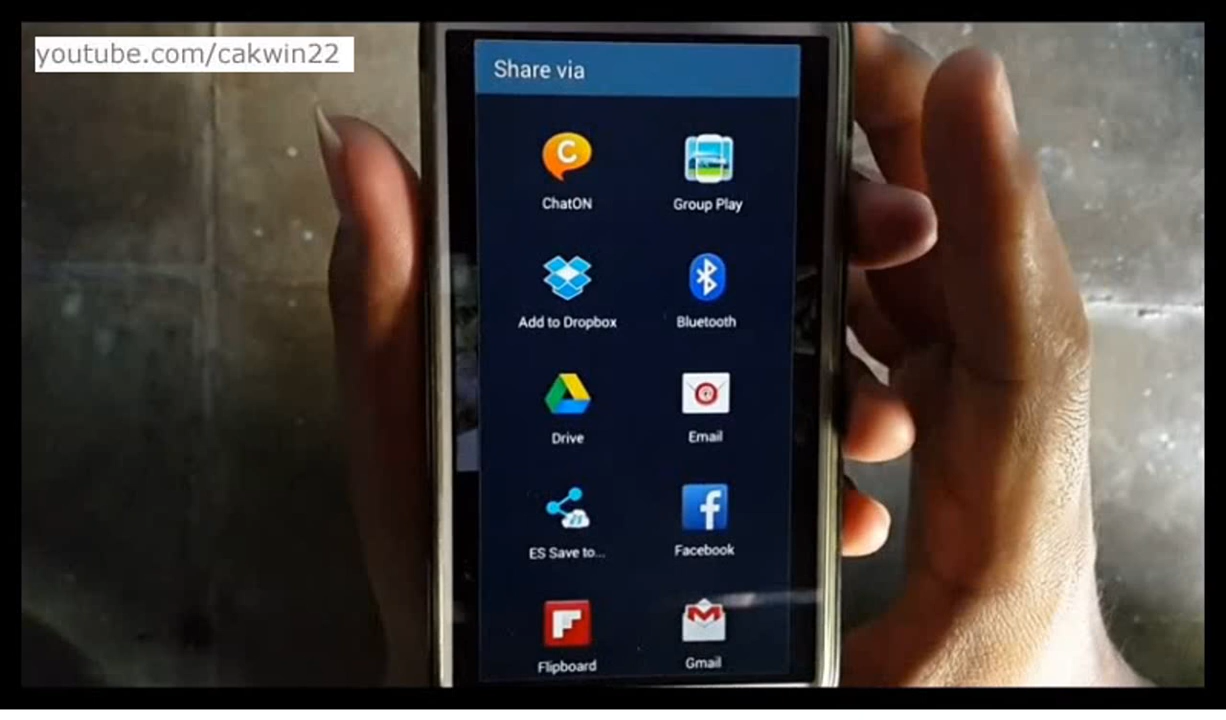 youtube.com/cakwin22
Share via
ChatON
Group Play
Add to Dropbox
Bluetooth
Drive
Email
ES Save to...
Facebook
Flipboard
Gmail